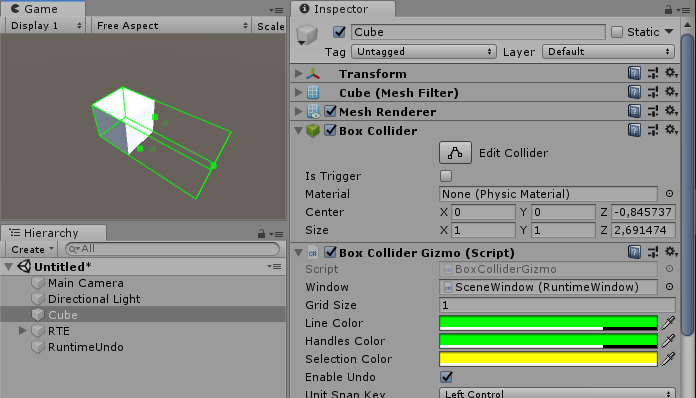 Game
Display 1 Free Aspect Scale
Hierarchy
Create All
Untitled*
Main Camera
Directional Light
Cube
RTE
RuntimeUndo
Inspector
Cube Static
Tag Untagged Layer Default
Transform
Cube (Mesh Filter)
Mesh Renderer
Box Collider
Edit Collider
Is Trigger
Material None (Physic Material)
Center X 0 Y 0 Z -0,845737
Size X 1 Y 1 Z 2,691474
Box Collider Gizmo (Script)
Script BoxColliderGizmo
Window SceneWindow (RuntimeWindow)
Grid Size 1
Line Color
Handles Color
Selection Color
Enable Undo
Unit Snap Key Left Control